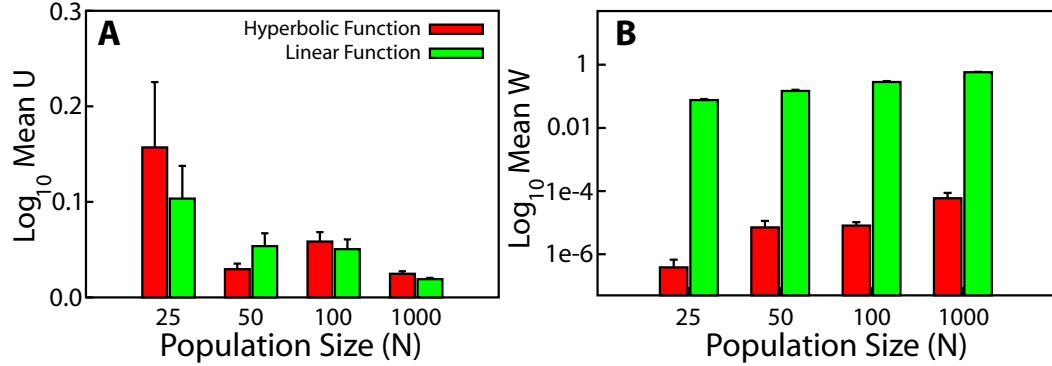 A
Hyperbolic Function
Linear Function
Log10 Mean U
0.3
0.2
0.1
0.0
25 50 100 1000
Population Size (N)
B
Log10 Mean W
1
0.01
1e-4
1e-6
25 50 100 1000
Population Size (N)